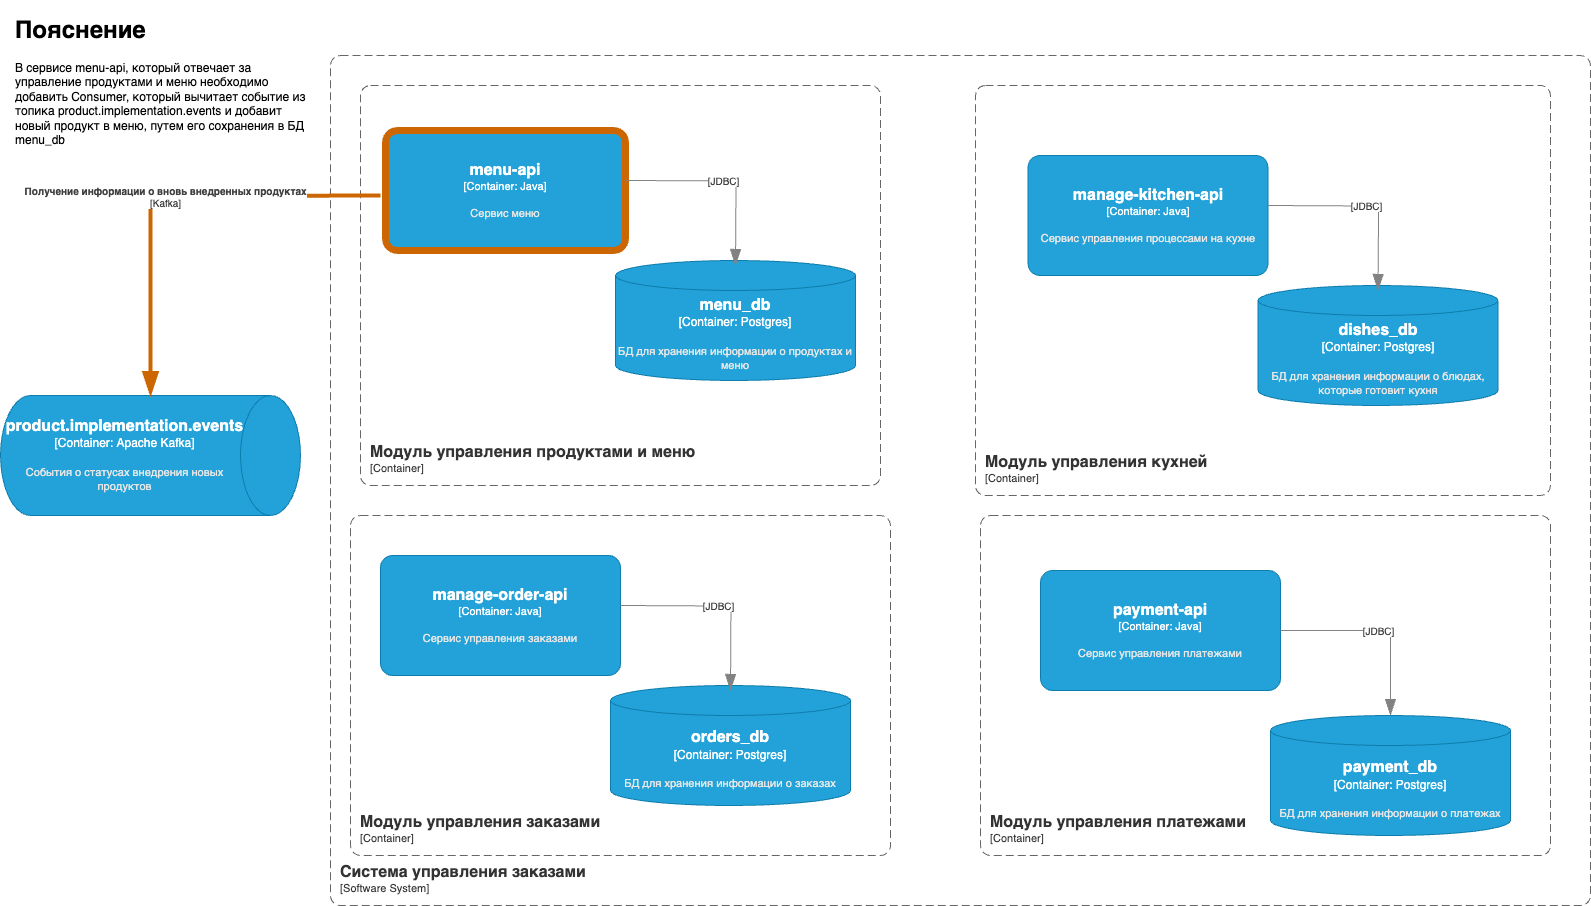 Пояснение
В сервисе menu-api, который отвечает за
управление продуктами и меню необходимо
добавить Consumer, который вычитает событие из
топика product.implementation.events и добавит
новый продукт в меню, путем его сохранения в БД
menu_db
Получение информации о вновь внедренных продуктах
[Kafka]
product.implementation.events
[Container: Apache Kafka]
События о статусах внедрения новых
продуктов
menu-api
[Container: Java]
Сервис меню
[JDBC]
menu_db
[Container: Postgres]
БД для хранения информации о продуктах и
меню
Модуль управления продуктами и меню
[Container]
manage-kitchen-api
[Container: Java]
Сервис управления процессами на кухне
[JDBC]
dishes_db
[Container: Postgres]
БД для хранения информации о блюдах,
которые готовит кухня
Модуль управления кухней
[Container]
manage-order-api
[Container: Java]
Сервис управления заказами
[JDBC]
orders_db
[Container: Postgres]
БД для хранения информации о заказах
Модуль управления заказами
[Container]
payment-api
[Container: Java]
Сервис управления платежами
[JDBC]
payment_db
[Container: Postgres]
БД для хранения информации о платежах
Модуль управления платежами
[Container]
Система управления заказами
[Software System]